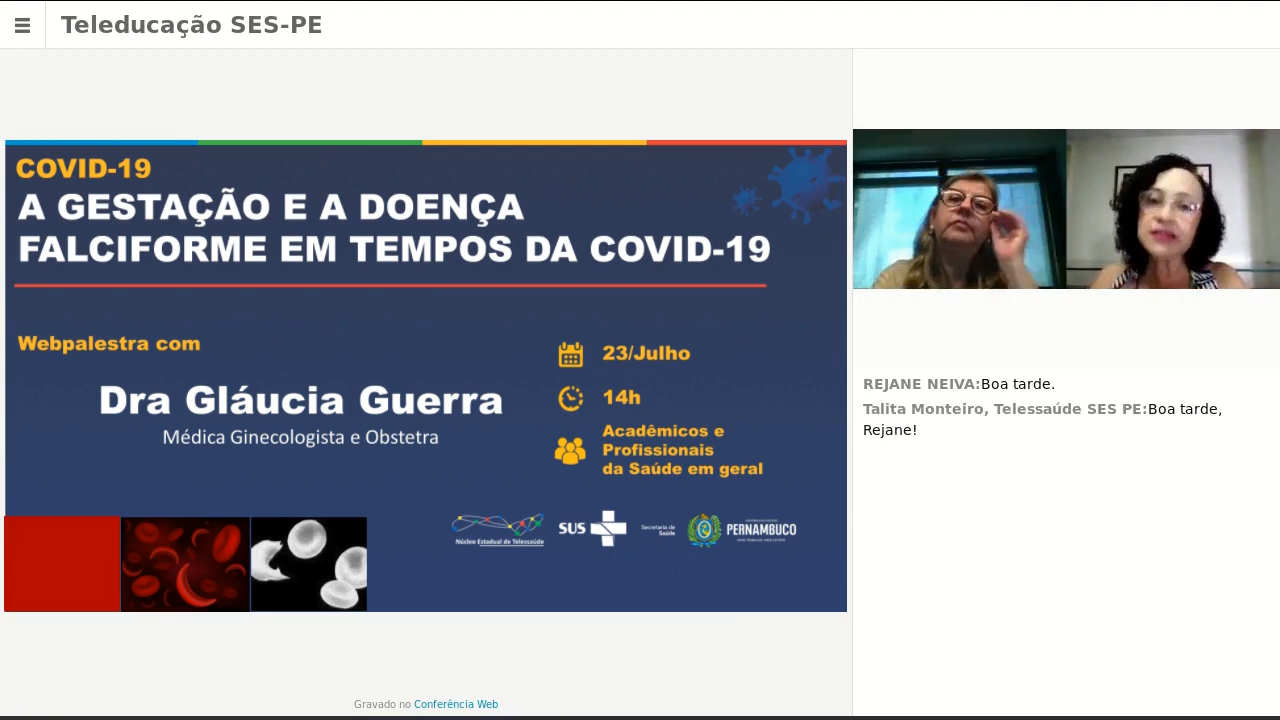 Teleducação SES-PE
COVID-19
A GESTAÇÃO E A DOENÇA
FALCIFORME EM TEMPOS DA COVID-19
Webpalestra com
Dra Gláucia Guerra
Médica Ginecologista e Obstetra
23/Julho
14h
Acadêmicos e
Profissionais
da Saúde em geral
Núcleo Estadual de Telessaúde
SUS
Secretaria de
Saúde
PERNAMBUCO
REJANE NEIVA:Boa tarde.
Talita Monteiro, Telessaúde SES PE:Boa tarde,
Rejane!
Gravado no Conferência Web